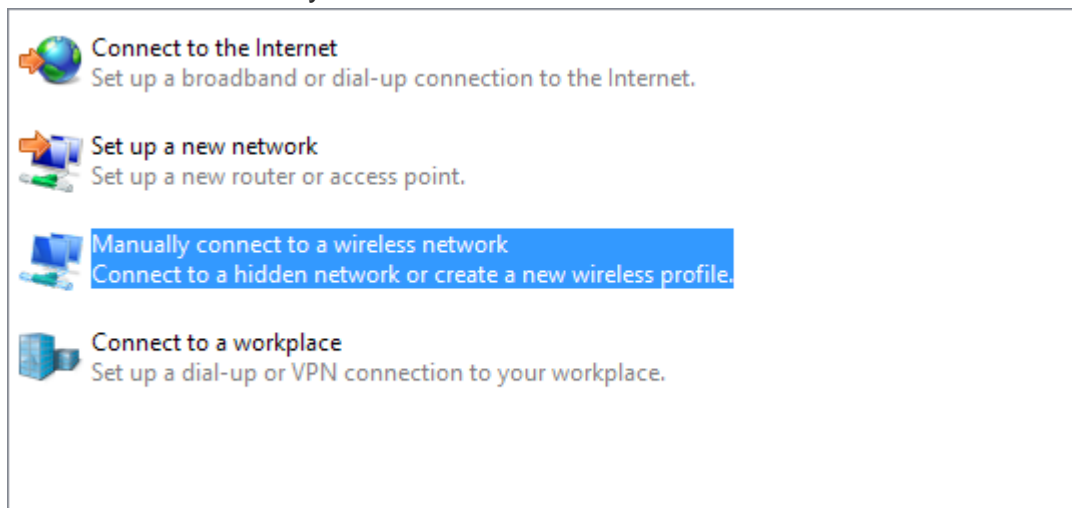 Connect to the Internet
Set up a broadband or dial-up connection to the Internet.
Set up a new network
Set up a new router or access point.
Manually connect to a wireless network
Connect to a hidden network or create a new wireless profile.
Connect to a workplace
Set up a dial-up or VPN connection to your workplace.